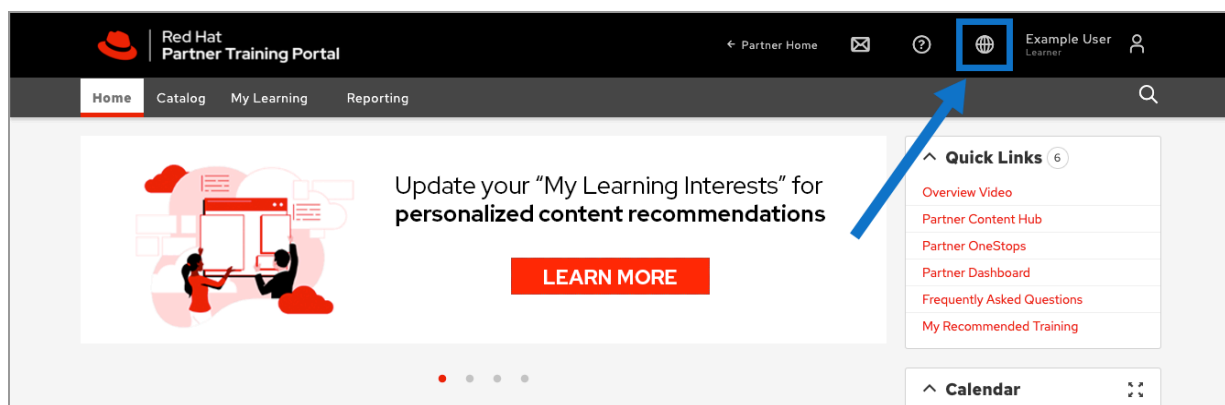 Red Hat
Partner Training Portal
← Partner Home
Example User
Learner
Home
Catalog
My Learning
Reporting
Update your “My Learning Interests” for
personalized content recommendations
LEARN MORE
Quick Links 6
Overview Video
Partner Content Hub
Partner OneStops
Partner Dashboard
Frequently Asked Questions
My Recommended Training
Calendar